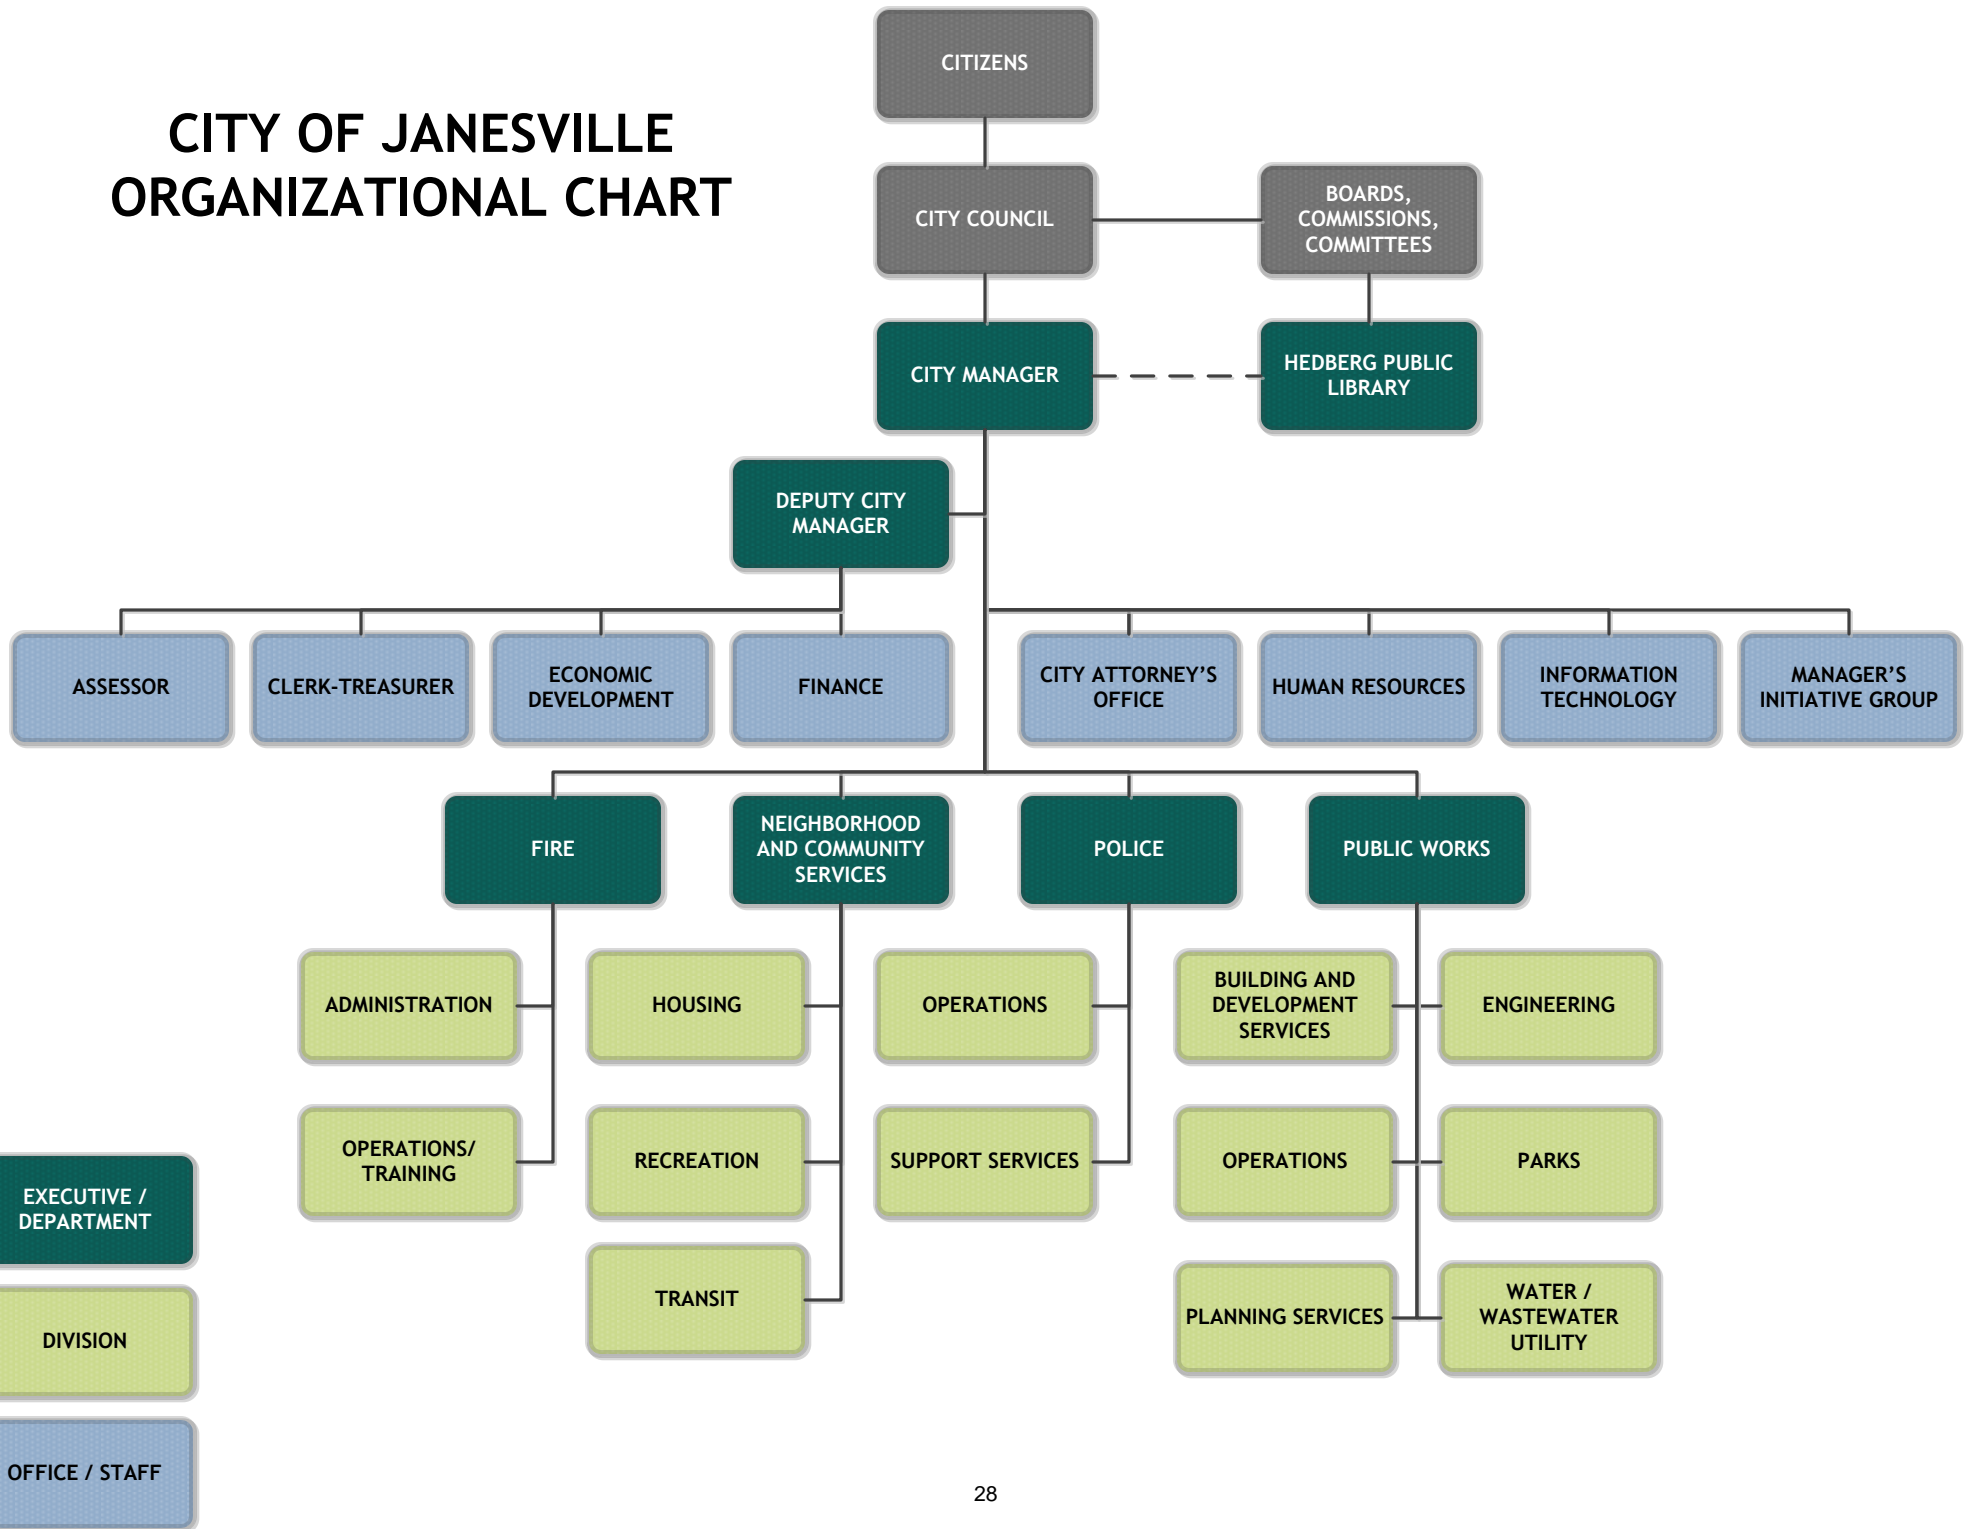 CITIZENS
CITY OF JANESVILLE
ORGANIZATIONAL CHART
CITY COUNCIL
BOARDS,
COMMISSIONS,
COMMITTEES
CITY MANAGER
HEDBERG PUBLIC
LIBRARY
DEPUTY CITY
MANAGER
ASSESSOR
CLERK-TREASURER
ECONOMIC
DEVELOPMENT
FINANCE
CITY ATTORNEY’S
OFFICE
HUMAN RESOURCES
INFORMATION
TECHNOLOGY
MANAGER’S
INITIATIVE GROUP
FIRE
NEIGHBORHOOD
AND COMMUNITY
SERVICES
POLICE
PUBLIC WORKS
ADMINISTRATION
HOUSING
OPERATIONS
BUILDING AND
DEVELOPMENT
SERVICES
ENGINEERING
OPERATIONS/
TRAINING
RECREATION
SUPPORT SERVICES
OPERATIONS
PARKS
EXECUTIVE /
DEPARTMENT
TRANSIT
PLANNING SERVICES
WATER /
WASTEWATER
UTILITY
DIVISION
OFFICE / STAFF
28